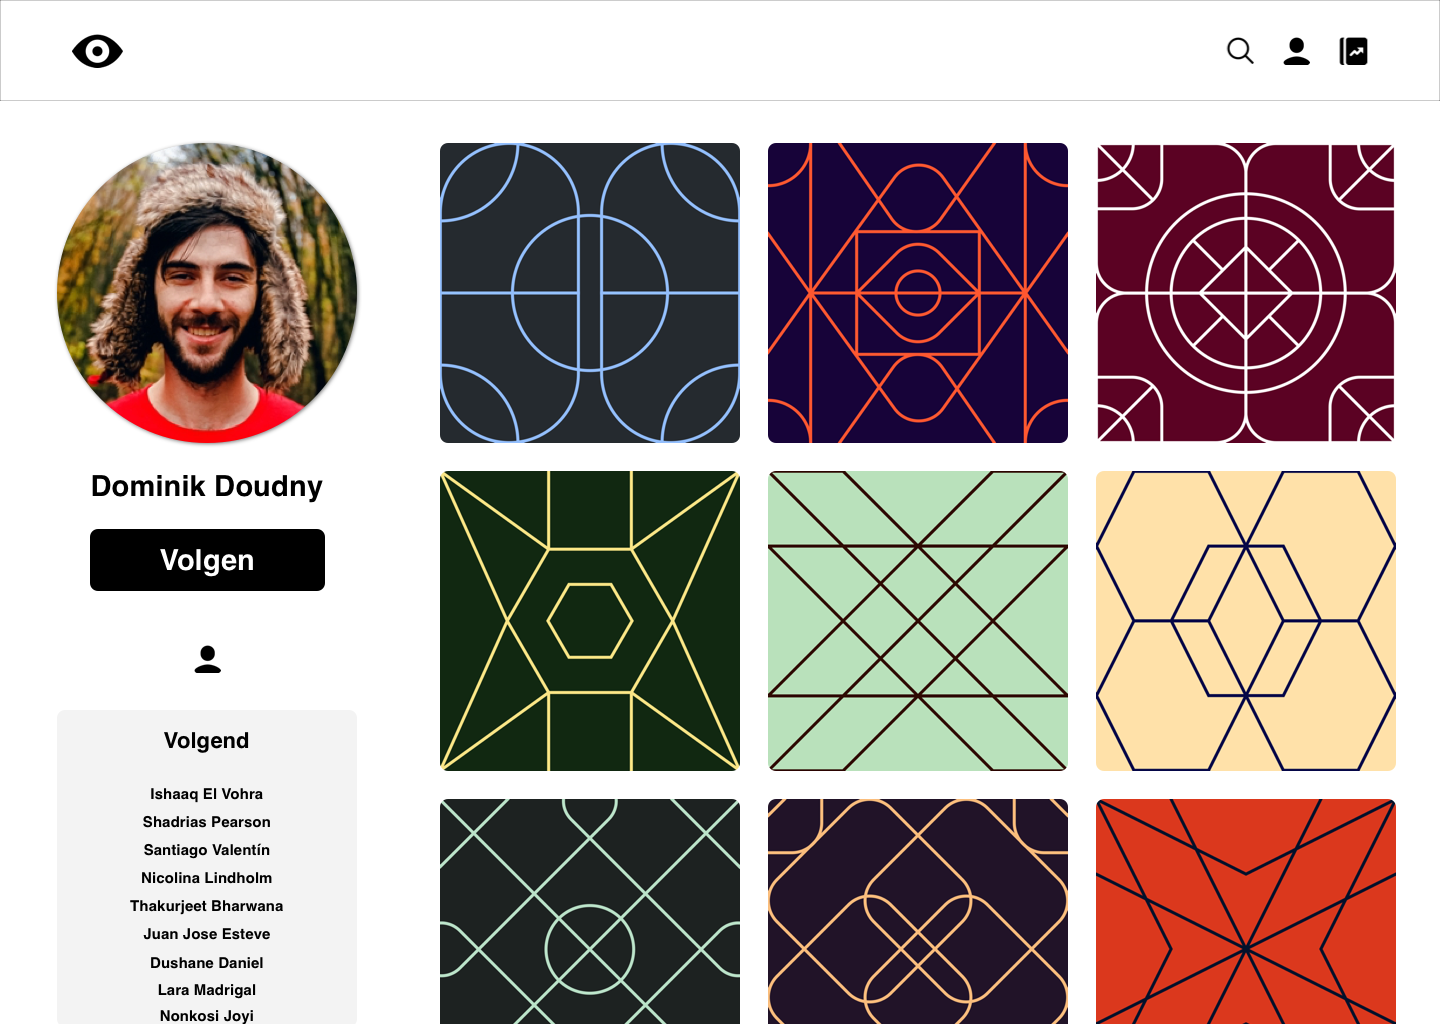 Dominik Doudny
Volgen
Volgend
Ishaaq El Vohra
Shadrias Pearson
Santiago Valentín
Nicolina Lindholm
Thakurjeet Bharwana
Juan Jose Esteve
Dushane Daniel
Lara Madrigal
Nonkosi Joyi